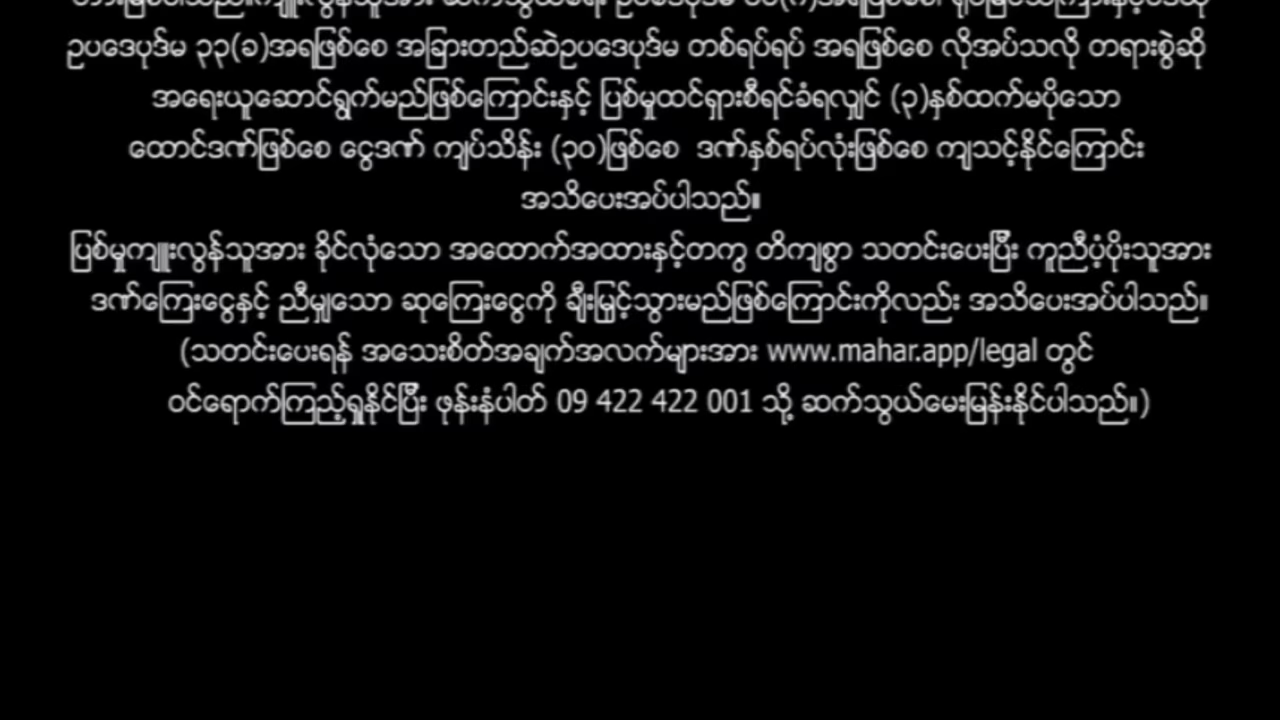 ဥပဒေပုဒ်မ ၃၃(ခ)အရဖြစ်စေ အခြားတည်ဆဲဥပဒေပုဒ်မ တစ်ရပ်ရပ် အရဖြစ်စေ လိုအပ်သလို တရားစွဲဆို
အရေးယူဆောင်ရွက်မည်ဖြစ်ကြောင်းနှင့် ပြစ်မှုထင်ရှားစီရင်ခံရလျှင် (၃)နှစ်ထက်မပိုသော
ထောင်ဒဏ်ဖြစ်စေ ငွေဒဏ် ကျပ်သိန်း (၃၀)ဖြစ်စေ ဒဏ်နှစ်ရပ်လုံးဖြစ်စေ ကျသင့်နိုင်ကြောင်း
အသိပေးအပ်ပါသည်။
ပြစ်မှုကျူးလွန်သူအား ခိုင်လုံသော အထောက်အထားနှင့်တကွ တိကျစွာ သတင်းပေးပြီး ကူညီပံ့ပိုးသူအား
ဒဏ်ကြေးငွေနှင့် ညီမျှသော ဆုကြေးငွေကို ချီးမြှင့်သွားမည်ဖြစ်ကြောင်းကိုလည်း အသိပေးအပ်ပါသည်။
(သတင်းပေးရန် အသေးစိတ်အချက်အလက်များအား www.mahar.app/legal တွင်
ဝင်ရောက်ကြည့်ရှုနိုင်ပြီး ဖုန်းနံပါတ် 09 422 422 001 သို့ ဆက်သွယ်မေးမြန်းနိုင်ပါသည်။)